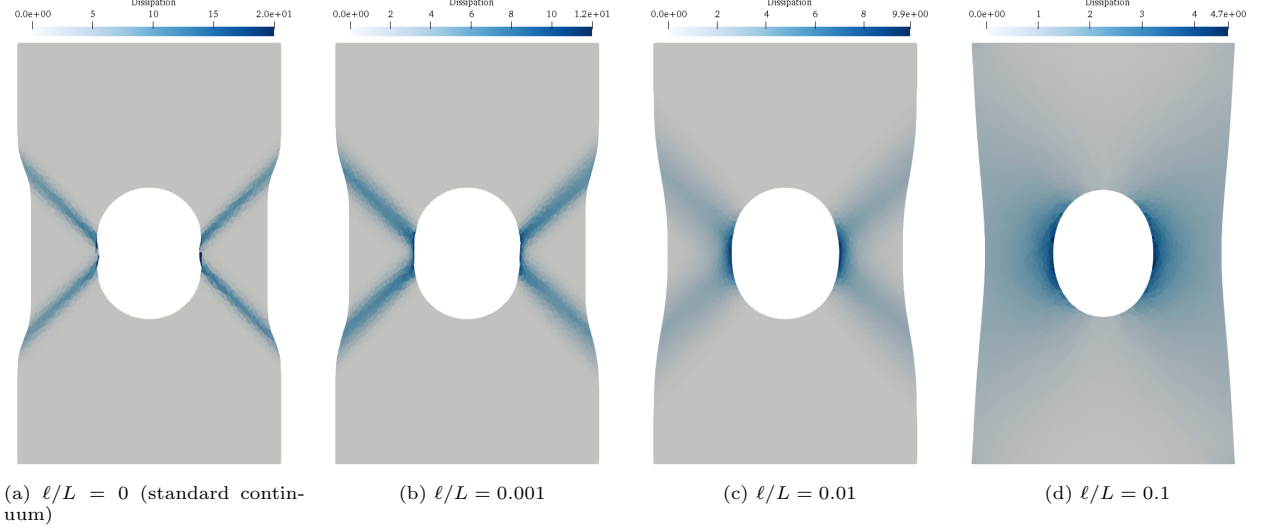 Dissipation Dissipation Dissipation Dissipation
0.0e+00 5 10 15 2.0e+01 0.0e+00 2 4 6 8 10 1.2e+01 0.0e+00 2 4 6 8 9.9e+00 0.0e+00 1 2 3 4 4.7e+00
(a) ℓ/L = 0 (standard contin-
uum)
(b) ℓ/L = 0.001
(c) ℓ/L = 0.01
(d) ℓ/L = 0.1